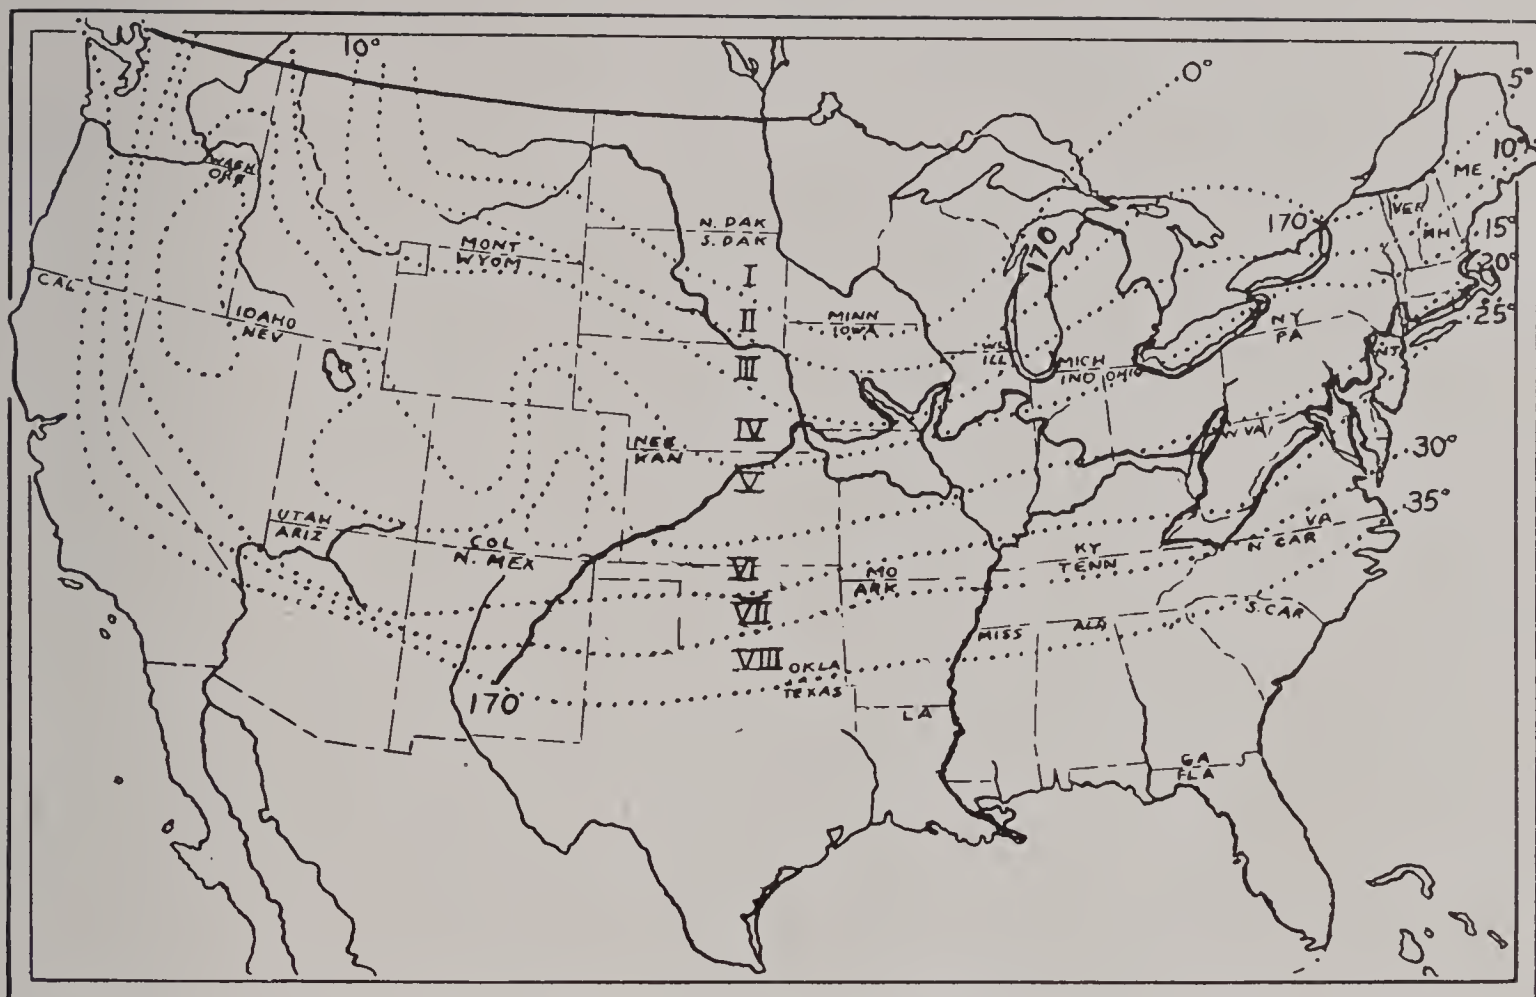 10°
0°
5°
10°
ME
WASH
ORE
VER
NH
15°
170
170
N. DAK
S. DAK
MONT
WYOM
20°
25°
CAL
I
IDAHO
NEV
II
MINN
IOWA
NY
PA
NJ
WI
ILL
III
MICH
IND OHIO
IV
NEB
KAN
W VA
30°
V
35°
UTAH
ARIZ
COL
N. MEX
VA
N CAR
KY
TENN
VI
MO
ARK
VII
S. CAR
MISS
ALA
VIII
OKLA
TEXAS
170
LA
GA
FLA